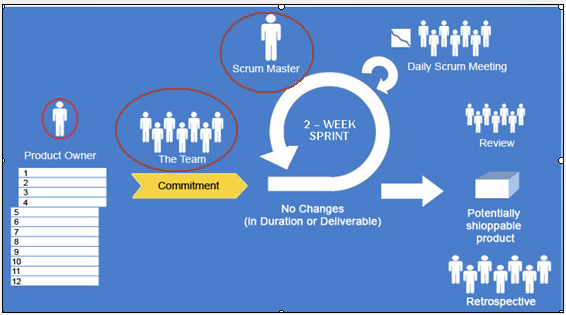 Scrum Master
Daily Scrum Meeting
2 – WEEK
SPRINT
Product Owner
The Team
Review
1
2
3
4
5
6
7
8
9
10
11
12
Commitment
No Changes
(in Duration or Deliverable)
Potentially
shioppable
product
Retrospective